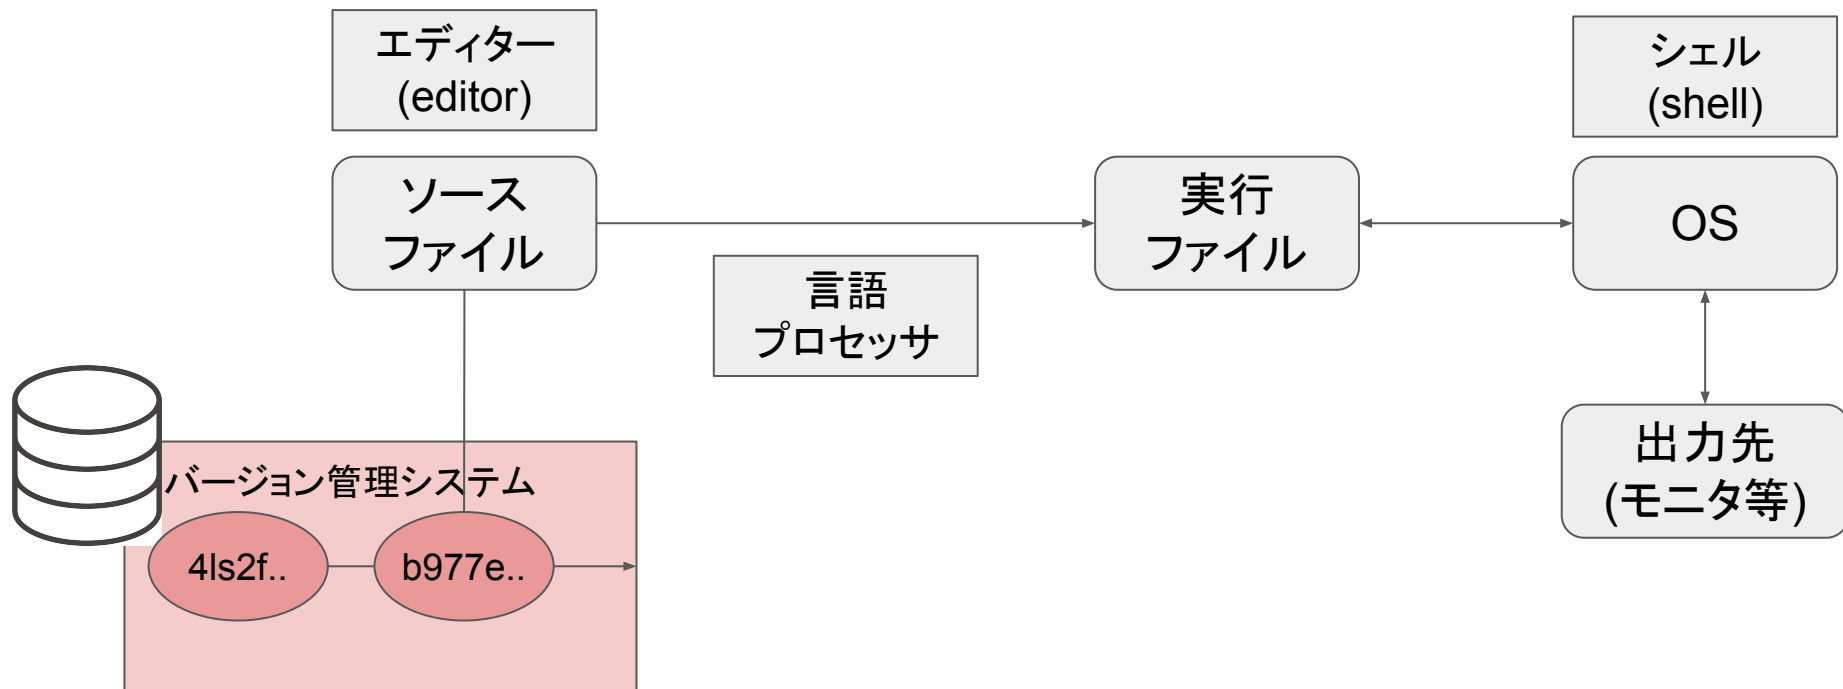 エディター
(editor)
シェル
(shell)
ソース
ファイル
実行
ファイル
OS
言語
プロセッサ
出力先
(モニタ等)
バージョン管理システム
4ls2f..
b977e..